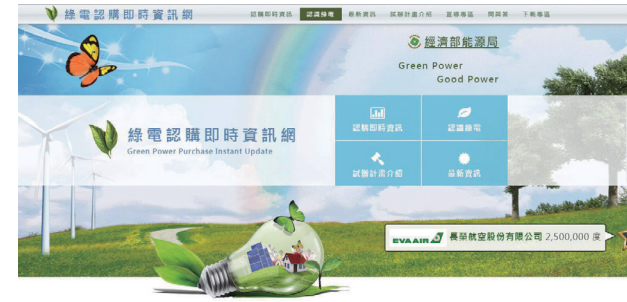 綠電認購即時資訊網
認購即時資訊 認識綠電 最新資訊 試辦計畫介紹 宣導專區 問與答 下載專區
經濟部能源局
Green Power
Good Power
綠電認購即時資訊網
Green Power Purchase Instant Update
認購即時資訊 認識綠電
試辦計畫介紹 最新資訊
EVA AIR 長榮航空股份有限公司 2,500,000 度